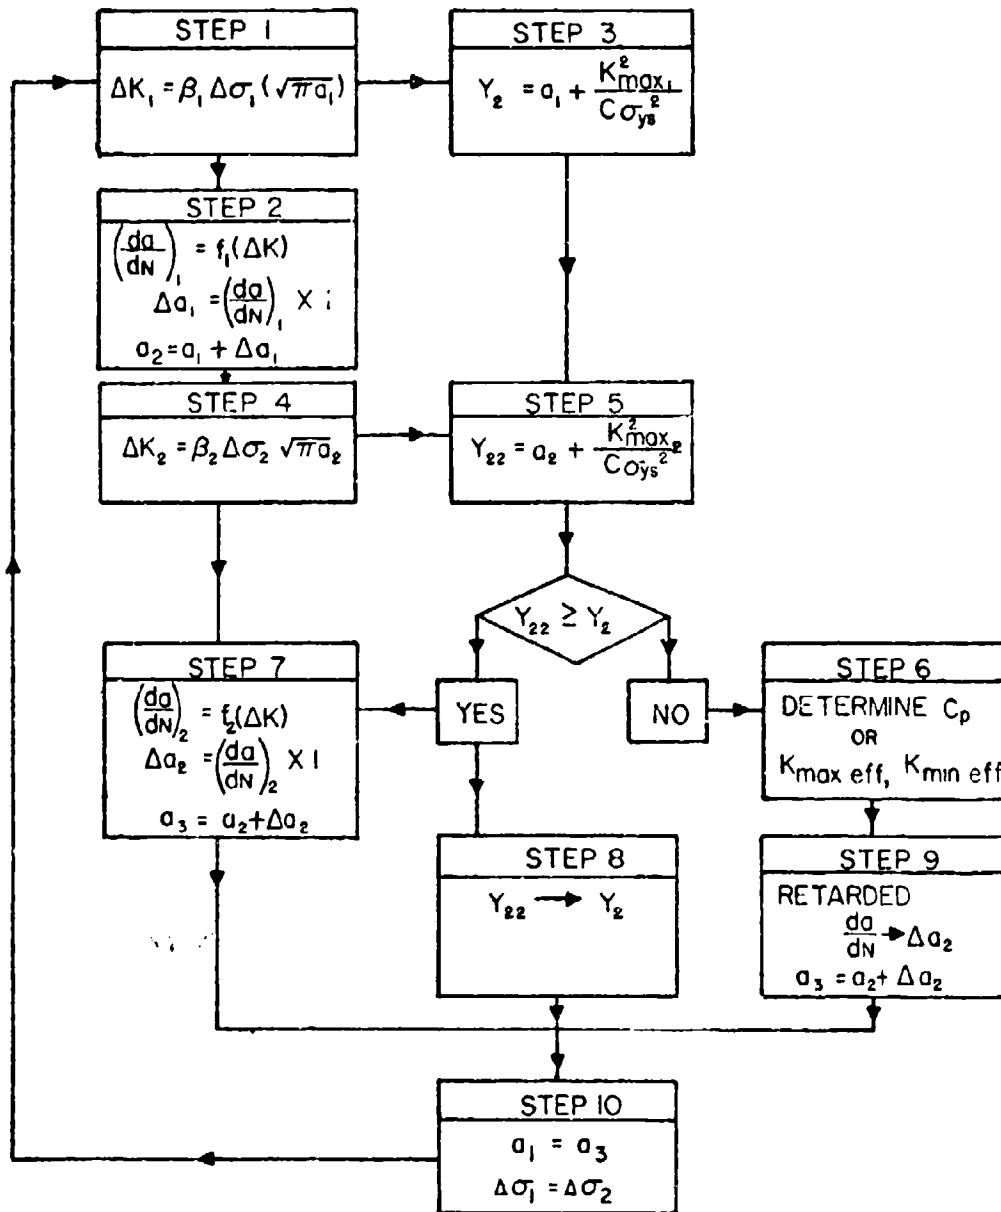 STEP 1
ΔK₁ = β₁ Δσ₁ (√πa₁)
STEP 3
Y₂ = a₁ + K²max₁ / Cσys²
STEP 2
(da/dN)₁ = f₁(ΔK)
Δa₁ = (da/dN)₁ X 1
a₂ = a₁ + Δa₁
STEP 4
ΔK₂ = β₂ Δσ₂ √πa₂
STEP 5
Y₂₂ = a₂ + K²max₂ / Cσys²
Y₂₂ ≥ Y₂
YES
NO
STEP 7
(da/dN)₂ = f₂(ΔK)
Δa₂ = (da/dN)₂ X 1
a₃ = a₂ + Δa₂
STEP 6
DETERMINE Cp
OR
Kmax eff, Kmin eff
STEP 8
Y₂₂ → Y₂
STEP 9
RETARDED
da/dN → Δa₂
a₃ = a₂ + Δa₂
STEP 10
a₁ = a₃
Δσ₁ = Δσ₂